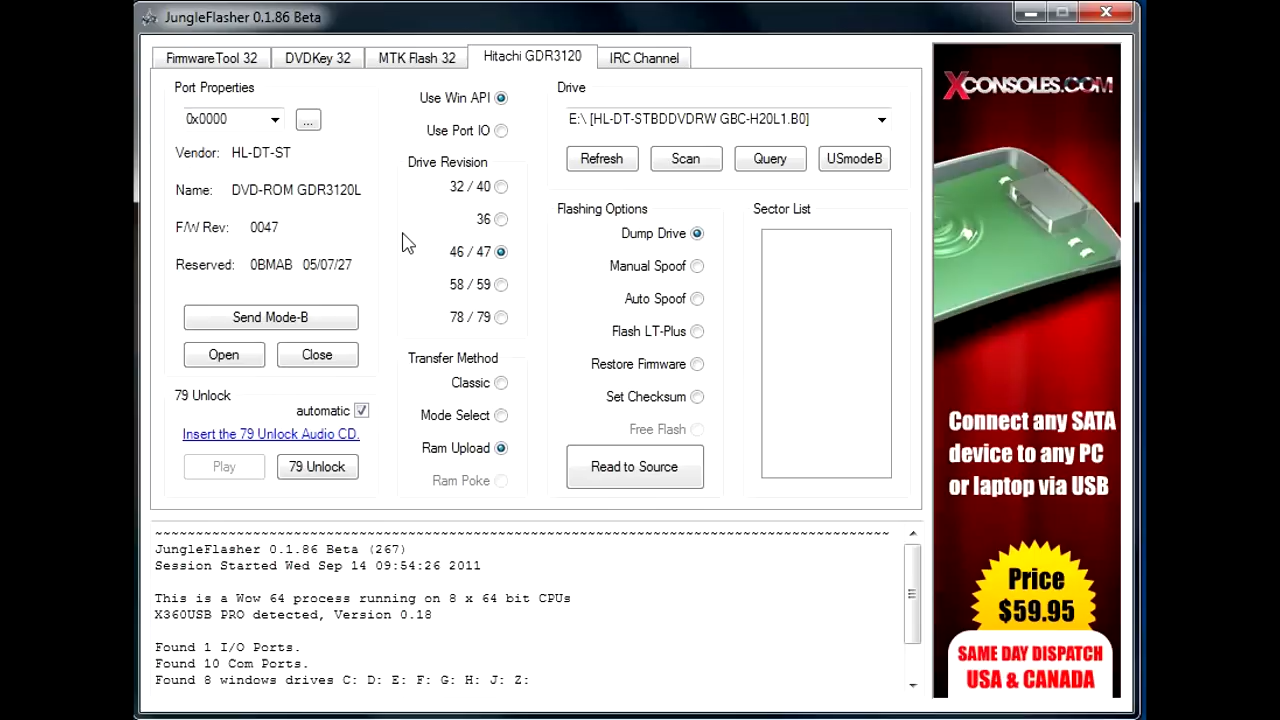 JungleFlasher 0.1.86 Beta
FirmwareTool 32
DVDKey 32
MTK Flash 32
Hitachi GDR3120
IRC Channel
Port Properties
0x0000
...
Vendor: HL-DT-ST
Name: DVD-ROM GDR3120L
F/W Rev: 0047
Reserved: 0BMAB 05/07/27
Send Mode-B
Open
Close
79 Unlock
automatic
Insert the 79 Unlock Audio CD.
Play
79 Unlock
Use Win API
Use Port IO
Drive Revision
32 / 40
36
46 / 47
58 / 59
78 / 79
Transfer Method
Classic
Mode Select
Ram Upload
Ram Poke
Drive
E:\ [HL-DT-STBDDVDRW GBC-H20L1.B0]
Refresh
Scan
Query
USmodeB
Flashing Options
Dump Drive
Manual Spoof
Auto Spoof
Flash LT-Plus
Restore Firmware
Set Checksum
Free Flash
Read to Source
Sector List
~~~~~~~~~~~~~~~~~~~~~~~~~~~~~~~~~~~~~~~~~~~~~~~~~~~~~~~~~~~~~~~~~~~~~~~~~~~~~~~~~~~~~~~~~~
JungleFlasher 0.1.86 Beta (267)
Session Started Wed Sep 14 09:54:26 2011
This is a Wow 64 process running on 8 x 64 bit CPUs
X360USB PRO detected, Version 0.18
Found 1 I/O Ports.
Found 10 Com Ports.
Found 8 windows drives C: D: E: F: G: H: J: Z:
XCONSOLES.COM
Connect any SATA
device to any PC
or laptop via USB
Price
$59.95
SAME DAY DISPATCH
USA & CANADA